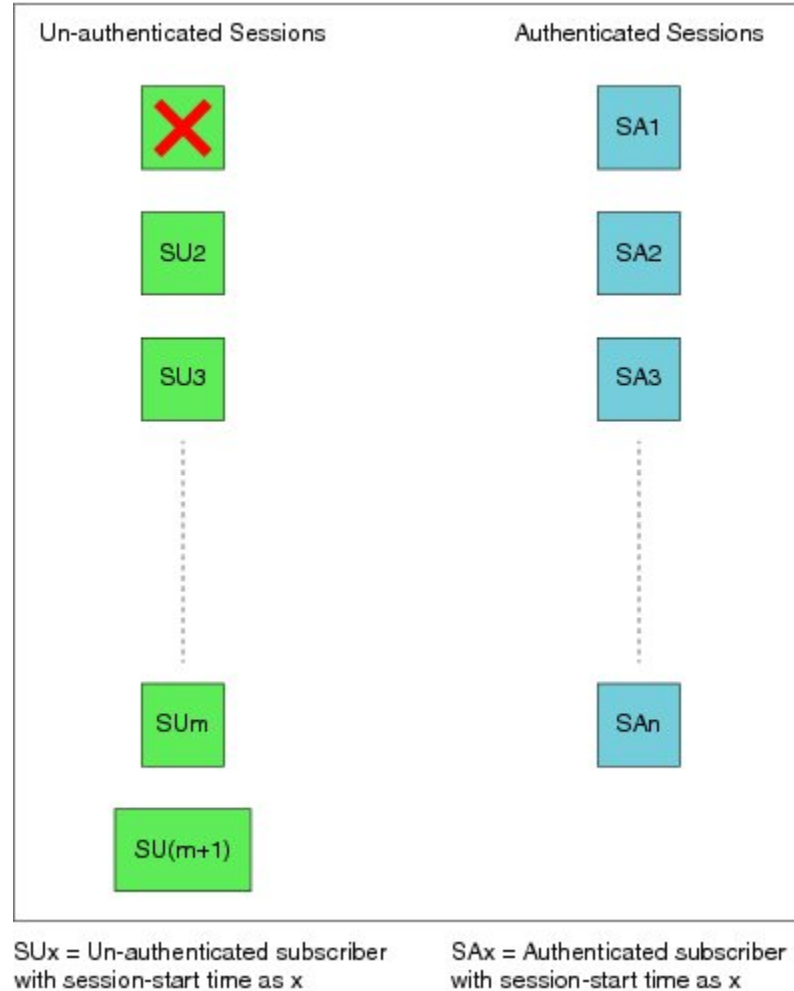 Un-authenticated Sessions
Authenticated Sessions
SA1
SU2
SA2
SU3
SA3
SUm
SAn
SU(m+1)
SUx = Un-authenticated subscriber
with session-start time as x
SAx = Authenticated subscriber
with session-start time as x